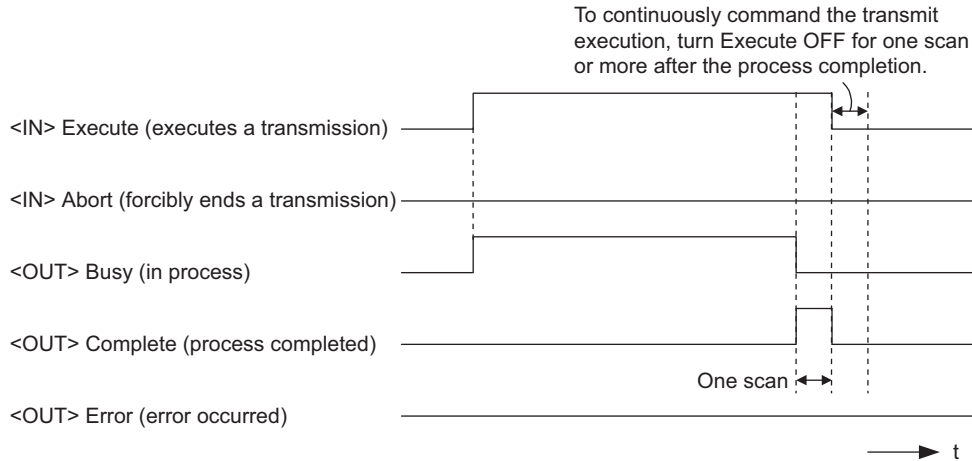 To continuously command the transmit
execution, turn Execute OFF for one scan
or more after the process completion.
<IN> Execute (executes a transmission)
<IN> Abort (forcibly ends a transmission)
<OUT> Busy (in process)
<OUT> Complete (process completed)
One scan
<OUT> Error (error occurred)
t